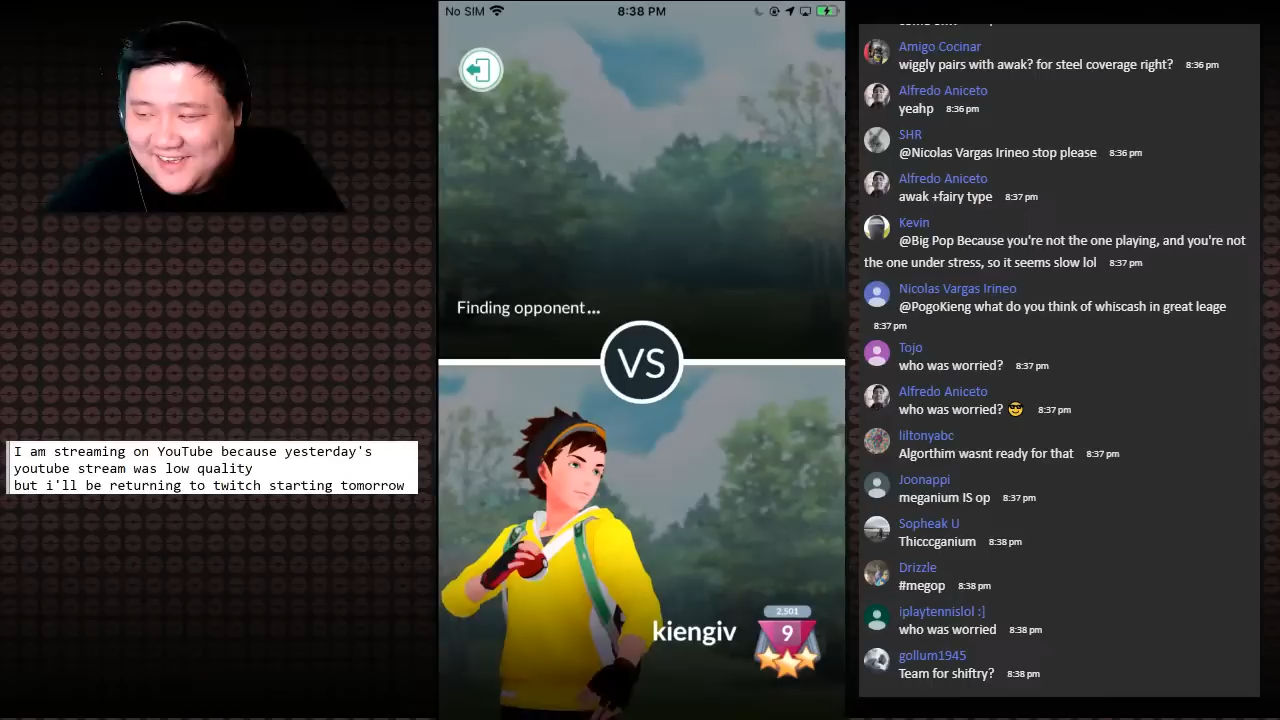 No SIM
8:38 PM
Finding opponent...
VS
kiengiv
2,501
9
I am streaming on YouTube because yesterday's
youtube stream was low quality
but i'll be returning to twitch starting tomorrow
Amigo Cocinar
wiggly pairs with awak? for steel coverage right? 8:36 pm
Alfredo Aniceto
yeahp 8:36 pm
SHR
@Nicolas Vargas Irineo stop please 8:36 pm
Alfredo Aniceto
awak +fairy type 8:37 pm
Kevin
@Big Pop Because you're not the one playing, and you're not
the one under stress, so it seems slow lol 8:37 pm
Nicolas Vargas Irineo
@PogoKieng what do you think of whiscash in great leage
8:37 pm
Tojo
who was worried? 8:37 pm
Alfredo Aniceto
who was worried? 😎 8:37 pm
liltonyabc
Algorthim wasnt ready for that 8:37 pm
Joonappi
meganium IS op 8:37 pm
Sopheak U
Thicccganium 8:38 pm
Drizzle
#megop 8:38 pm
iplaytennislol :]
who was worried 8:38 pm
gollum1945
Team for shiftry? 8:38 pm